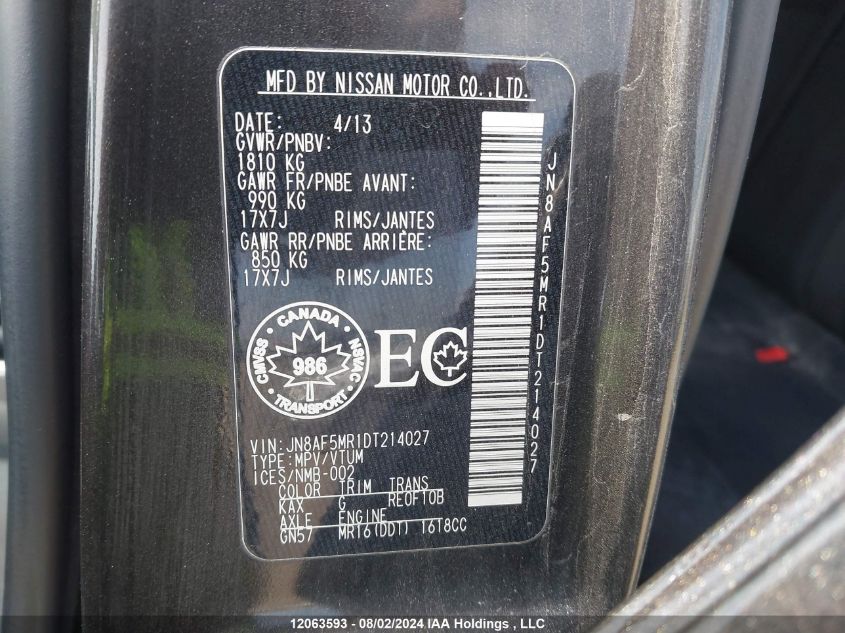 MFD BY NISSAN MOTOR CO.,LTD.
DATE: 4/13
GVWR/PNBV:
1810 KG
GAWR FR/PNBE AVANT:
990 KG
17X7J RIMS/JANTES
GAWR RR/PNBE ARRIÈRE:
850 KG
17X7J RIMS/JANTES
JN8AF5MR1DT214027
CANADA
CMVSS 986 NSVAC
TRANSPORT
EC
VIN:JN8AF5MR1DT214027
TYPE:MPV/VTUM
ICES/NMB-002
COLOR TRIM TRANS
KAX G RE0F10B
AXLE ENGINE
GN57 MR16(DDT) 16T8CC
12063593 - 08/02/2024 IAA Holdings , LLC